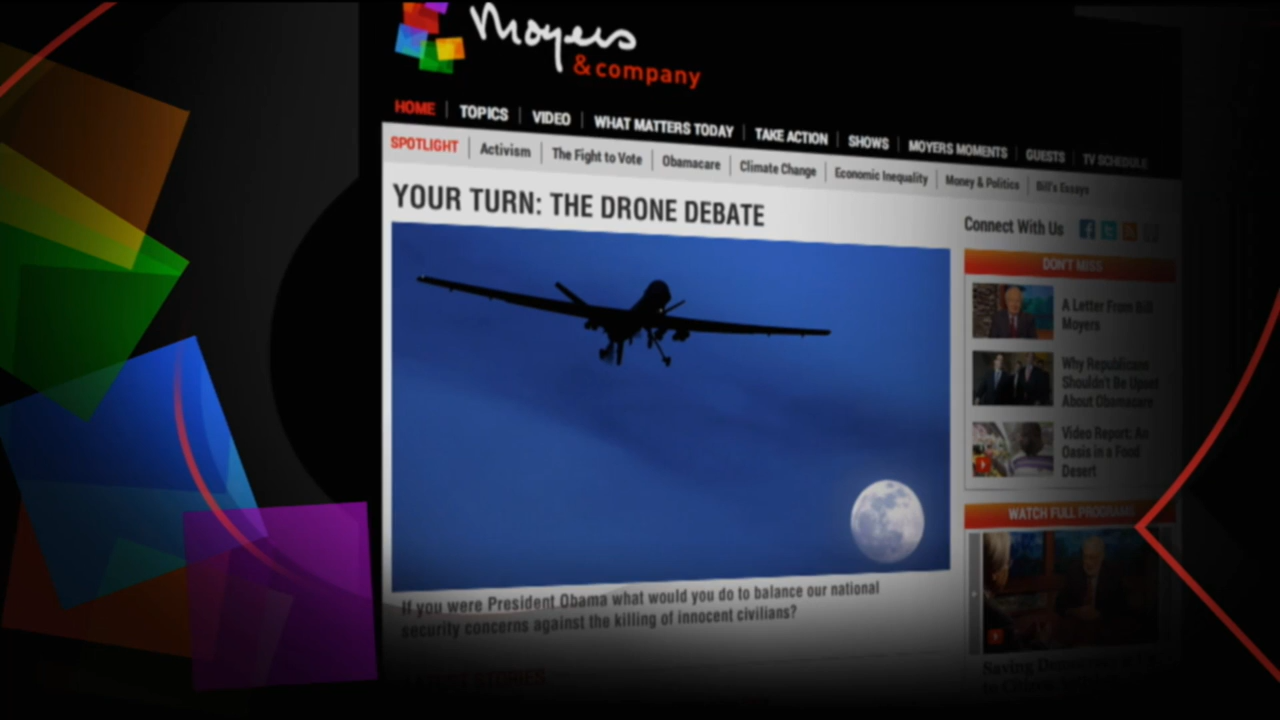 Moyers
& company
HOME | TOPICS | VIDEO | WHAT MATTERS TODAY | TAKE ACTION | SHOWS | MOYERS MOMENTS | GUESTS | TV SCHEDULE
SPOTLIGHT | Activism | The Fight to Vote | Obamacare | Climate Change | Economic Inequality | Money & Politics | Bill's Essays
YOUR TURN: THE DRONE DEBATE
If you were President Obama what would you do to balance our national
security concerns against the killing of innocent civilians?
Connect With Us
DON'T MISS
A Letter From Bill
Moyers
Why Republicans
Shouldn't Be Upset
About Obamacare
Video Report: An
Oasis in a Food
Desert
WATCH FULL PROGRAMS
Saving